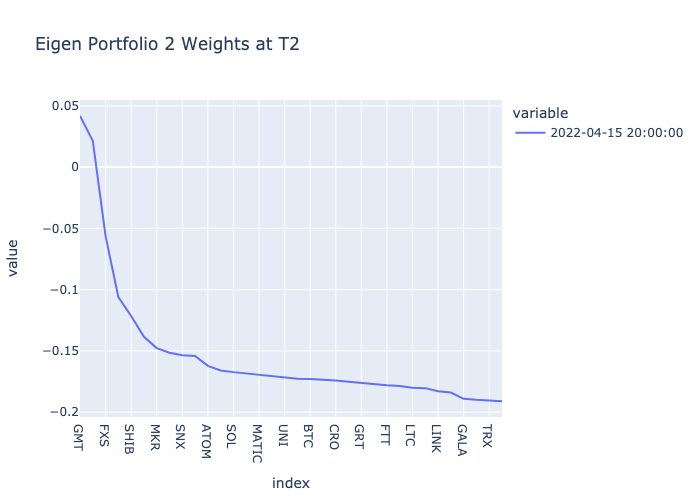 Eigen Portfolio 2 Weights at T2
variable
2022-04-15 20:00:00
value
0.05
0
−0.05
−0.1
−0.15
−0.2
GMT
FXS
SHIB
MKR
SNX
ATOM
SOL
MATIC
UNI
BTC
CRO
GRT
FTT
LTC
LINK
GALA
TRX
index